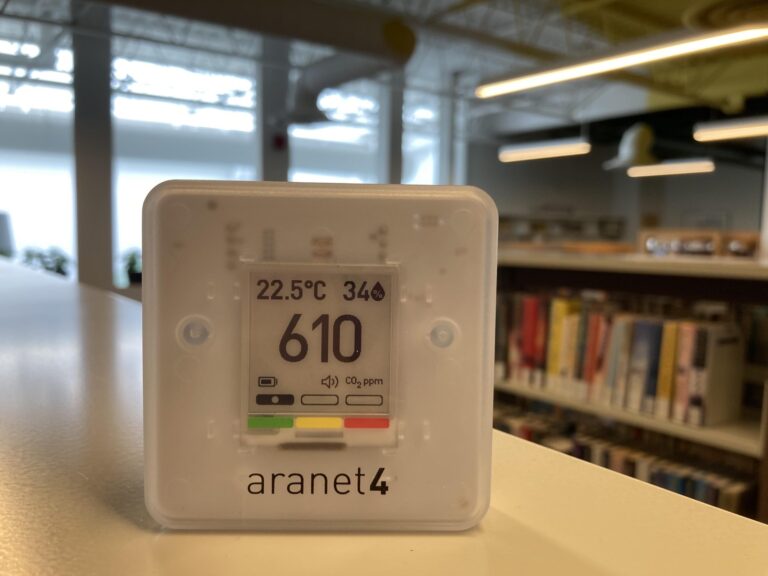 22.5°C 34%
610
CO₂ ppm
aranet4